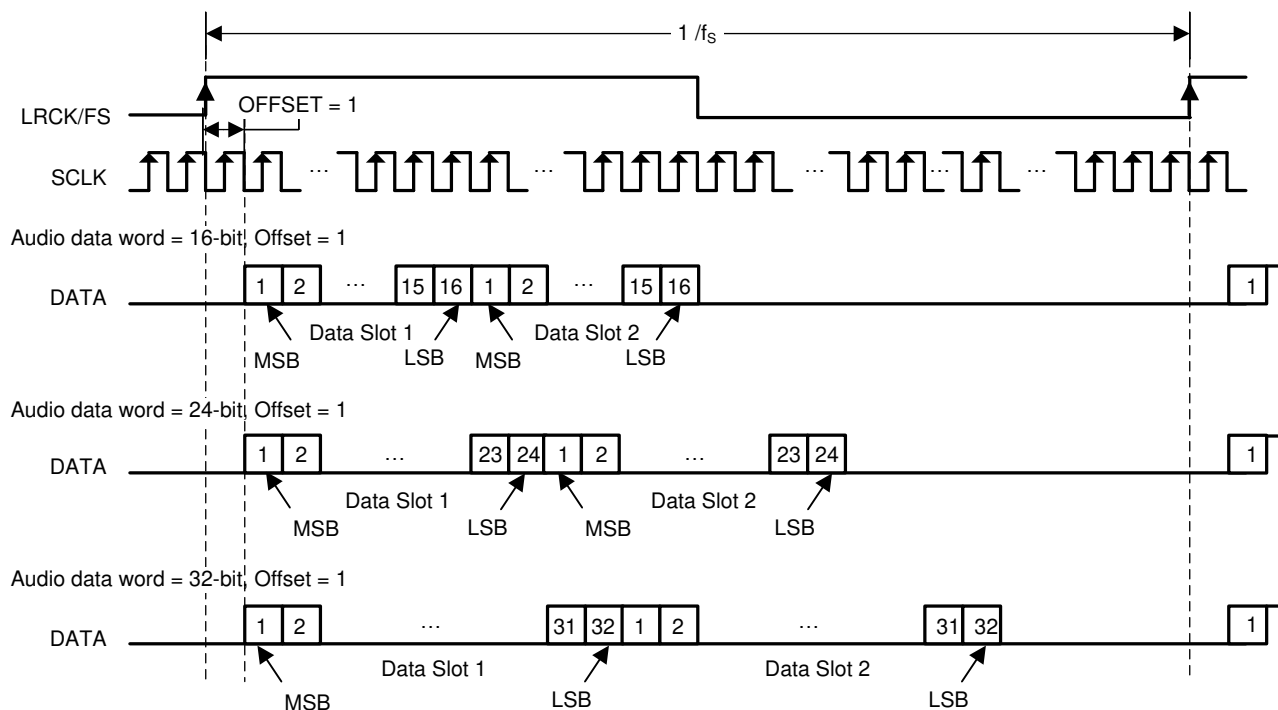 1 /fS
LRCK/FS
OFFSET = 1
SCLK
... ... ... ... ...
Audio data word = 16-bit, Offset = 1
DATA
1 2 ... 15 16 1 2 ... 15 16 1
Data Slot 1 Data Slot 2
MSB LSB MSB LSB
Audio data word = 24-bit, Offset = 1
DATA
1 2 ... 23 24 1 2 ... 23 24 1
Data Slot 1 Data Slot 2
MSB LSB MSB LSB
Audio data word = 32-bit, Offset = 1
DATA
1 2 ... 31 32 1 2 ... 31 32 1
Data Slot 1 Data Slot 2
MSB LSB LSB